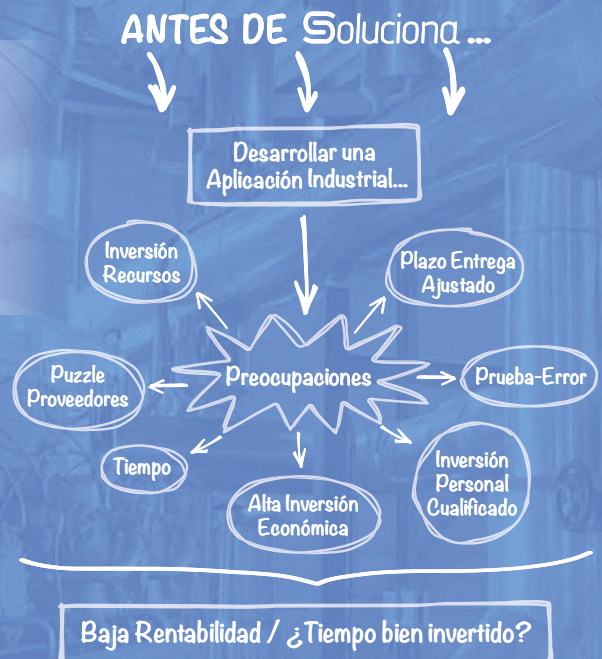 ANTES DE Soluciona ...
Desarrollar una
Aplicación Industrial...
Inversión
Recursos
Plazo Entrega
Ajustado
Puzzle
Proveedores
Preocupaciones
Prueba-Error
Tiempo
Alta Inversión
Económica
Inversión
Personal
Cualificado
Baja Rentabilidad / ¿Tiempo bien invertido?